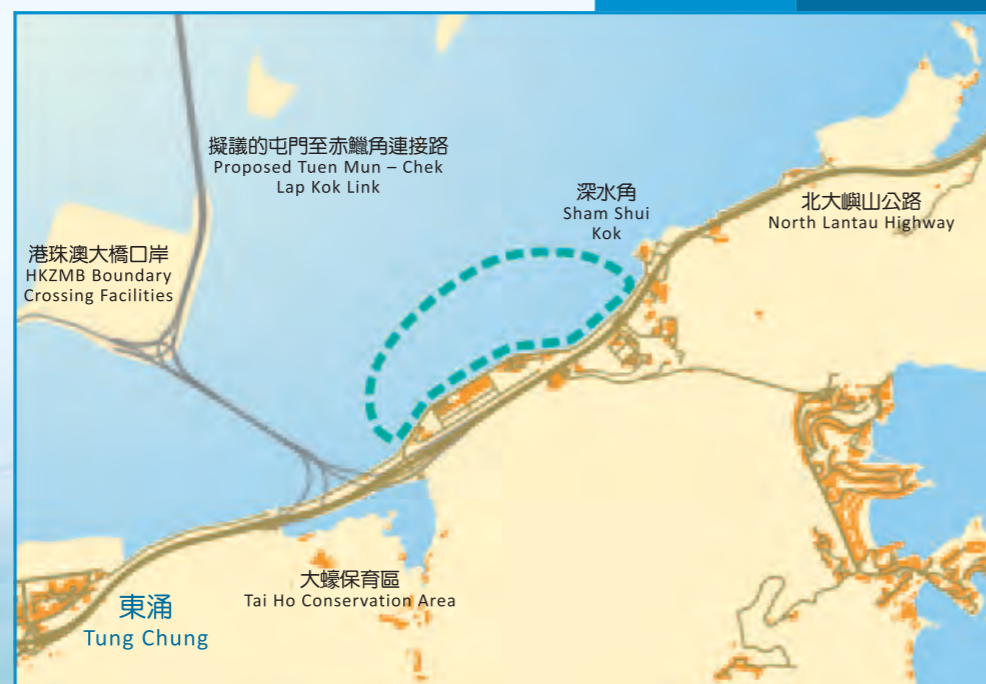 擬議的屯門至赤鱲角連接路
Proposed Tuen Mun – Chek
Lap Kok Link
深水角
Sham Shui
Kok
北大嶼山公路
North Lantau Highway
港珠澳大橋口岸
HKZMB Boundary
Crossing Facilities
大蠔保育區
Tai Ho Conservation Area
東涌
Tung Chung